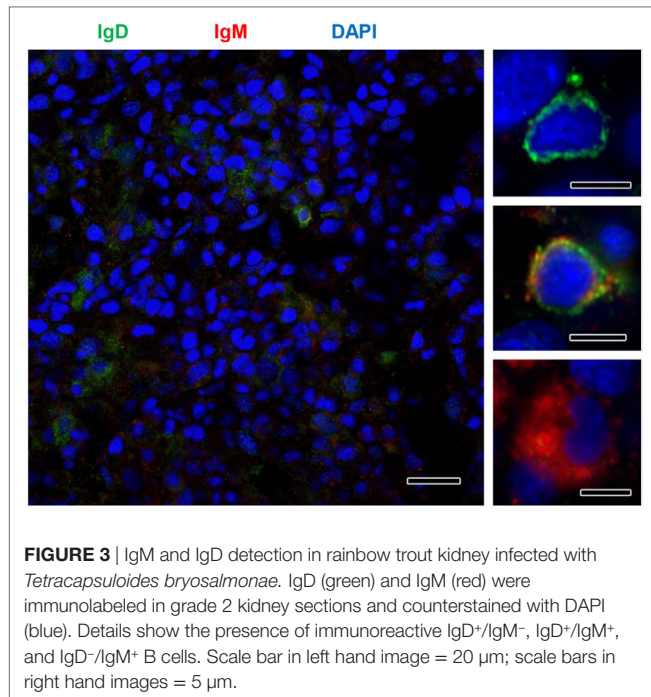 IgD IgM DAPI
FIGURE 3 | IgM and IgD detection in rainbow trout kidney infected with
Tetracapsuloides bryosalmonae. IgD (green) and IgM (red) were
immunolabeled in grade 2 kidney sections and counterstained with DAPI
(blue). Details show the presence of immunoreactive IgD⁺/IgM⁻, IgD⁺/IgM⁺,
and IgD⁻/IgM⁺ B cells. Scale bar in left hand image = 20 μm; scale bars in
right hand images = 5 μm.